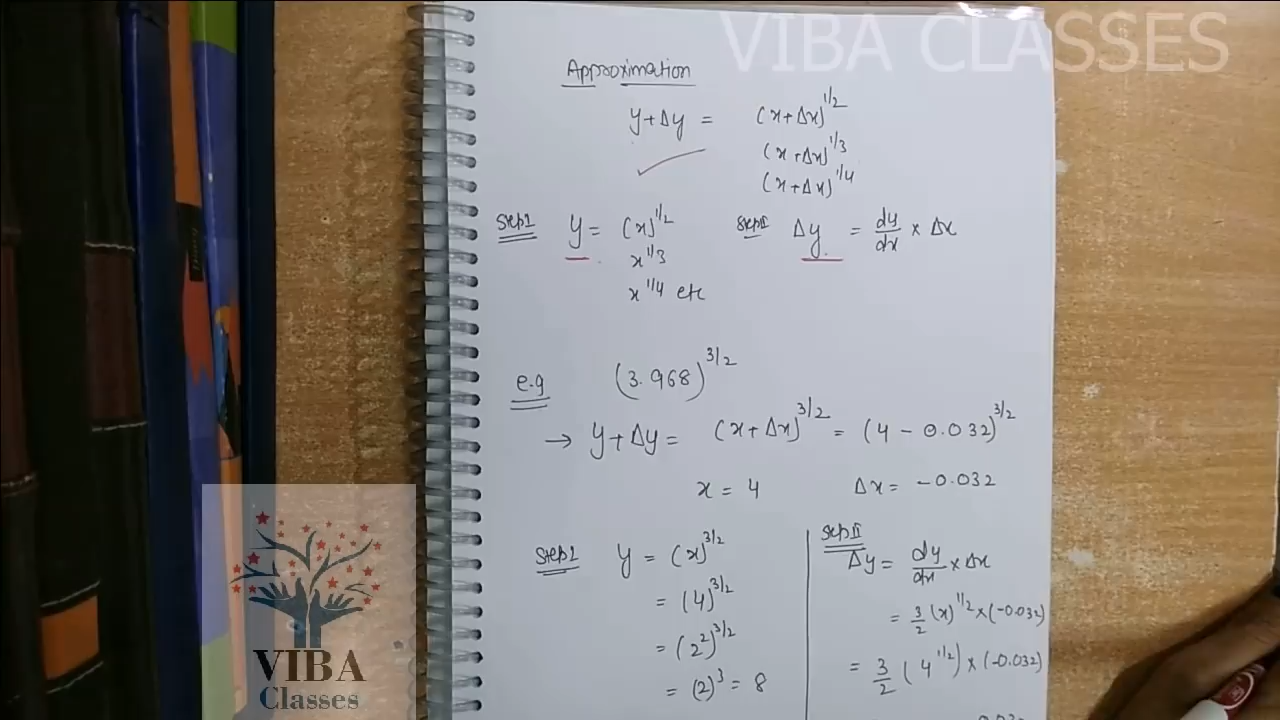 VIBA CLASSES
Approximation
y+Δy = (x+Δx)^1/2
(x+Δx)^1/3
(x+Δx)^1/4
Step I y = (x)^1/2 Step II Δy = dy/dx × Δx
x^1/3
x^1/4 etc
e.g (3.968)^3/2
→ y+Δy = (x+Δx)^3/2 = (4 - 0.032)^3/2
x = 4 Δx = -0.032
Step I y = (x)^3/2
= (4)^3/2
= (2^2)^3/2
= (2)^3 = 8
Step II
Δy = dy/dx × Δx
= 3/2 (x)^1/2 × (-0.032)
= 3/2 (4^1/2) × (-0.032)
VIBA
Classes